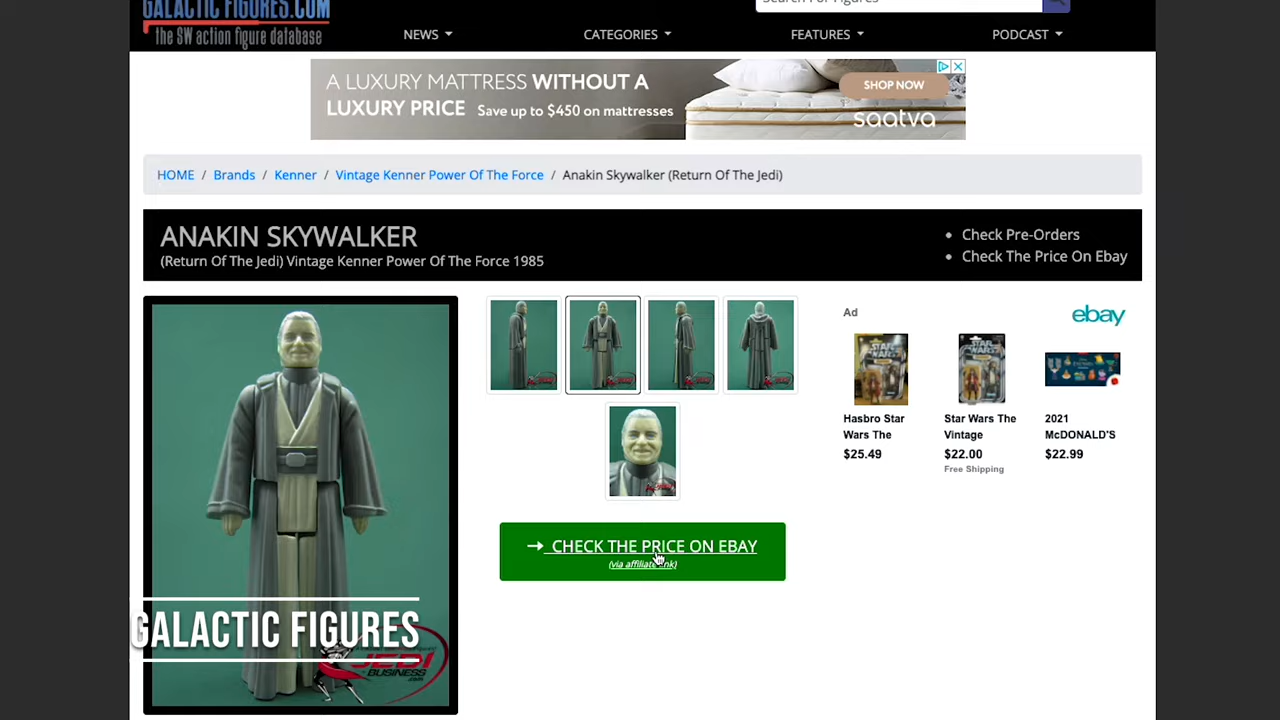 GALACTIC FIGURES.COM
the SW action figure database
Search For Figures
NEWS
CATEGORIES
FEATURES
PODCAST
A LUXURY MATTRESS WITHOUT A
LUXURY PRICE Save up to $450 on mattresses
SHOP NOW
saatva
HOME / Brands / Kenner / Vintage Kenner Power Of The Force / Anakin Skywalker (Return Of The Jedi)
ANAKIN SKYWALKER
(Return Of The Jedi) Vintage Kenner Power Of The Force 1985
Check Pre-Orders
Check The Price On Ebay
Ad
ebay
Hasbro Star
Wars The
$25.49
Star Wars The
Vintage
$22.00
Free Shipping
2021
McDONALD'S
$22.99
→ CHECK THE PRICE ON EBAY
(via affiliate link)
GALACTIC FIGURES
JEDI
BUSINESS.com